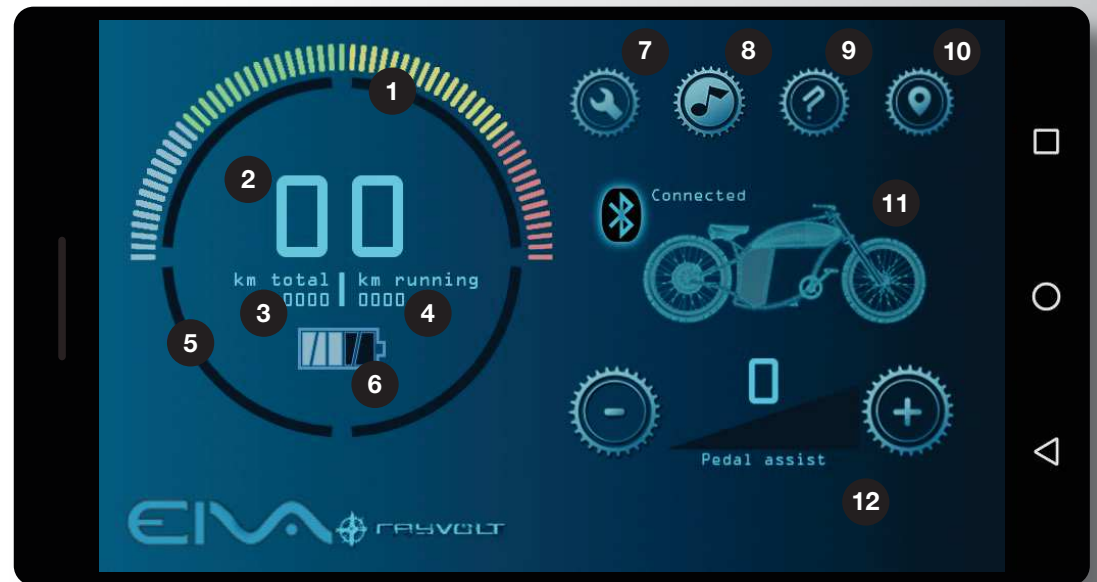 7 8 9 10
1
2
00
Connected
11
km total km running
0000 0000
3 4
5
6
0
- +
Pedal assist
12
EIVA RAYVOLT